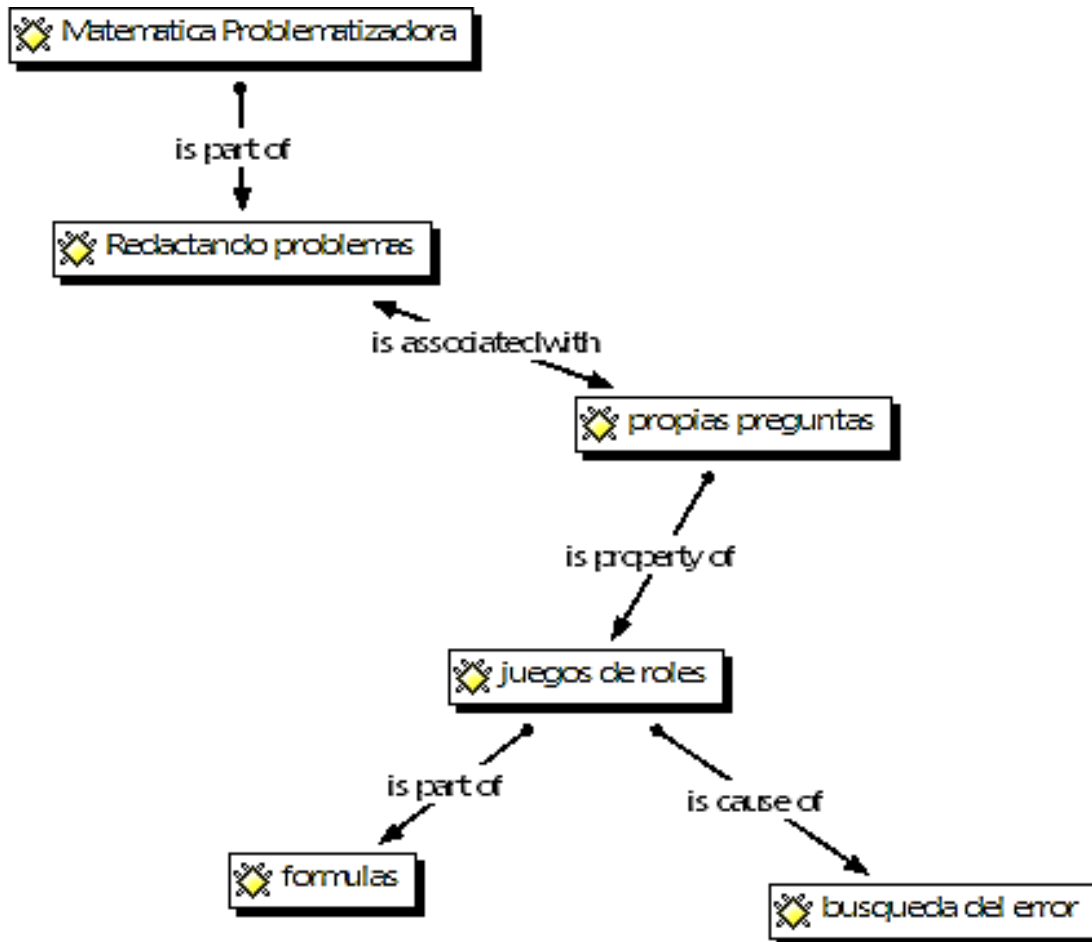 Matematica Problematizadora
is part of
Redactando problemas
is associated with
propias preguntas
is property of
juegos de roles
is part of
is cause of
formulas
busqueda del error